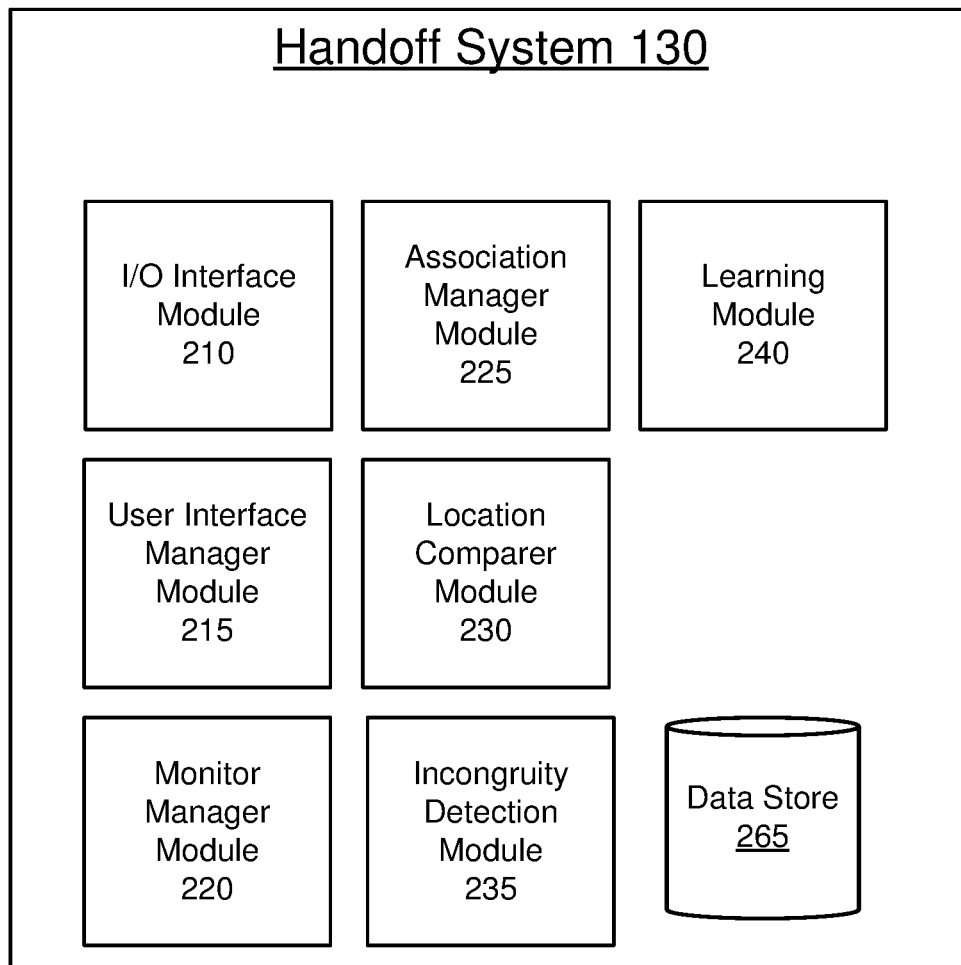 Handoff System 130
I/O Interface
Module
210
Association
Manager
Module
225
Learning
Module
240
User Interface
Manager
Module
215
Location
Comparer
Module
230
Monitor
Manager
Module
220
Incongruity
Detection
Module
235
Data Store
265